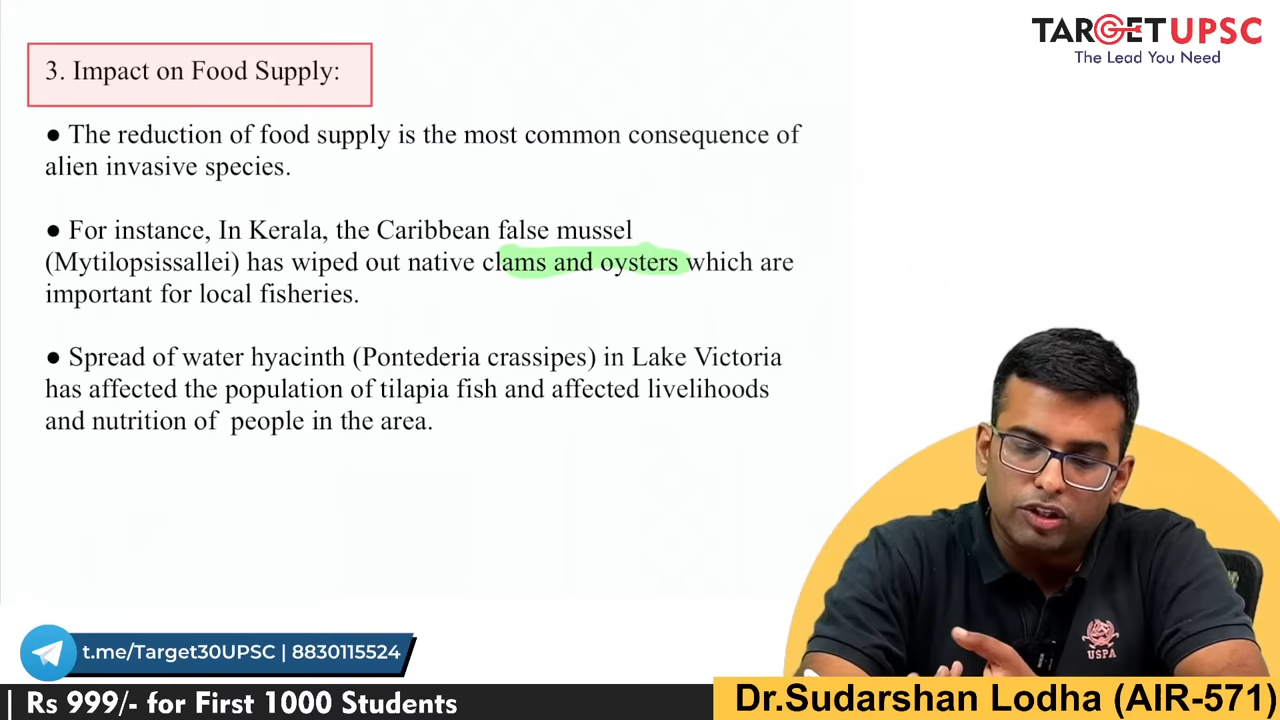 TARGET UPSC
The Lead You Need
3. Impact on Food Supply:
● The reduction of food supply is the most common consequence of
alien invasive species.
● For instance, In Kerala, the Caribbean false mussel
(Mytilopsissallei) has wiped out native clams and oysters which are
important for local fisheries.
● Spread of water hyacinth (Pontederia crassipes) in Lake Victoria
has affected the population of tilapia fish and affected livelihoods
and nutrition of people in the area.
USPA
t.me/Target30UPSC | 8830115524
| Rs 999/- for First 1000 Students
Dr.Sudarshan Lodha (AIR-571)